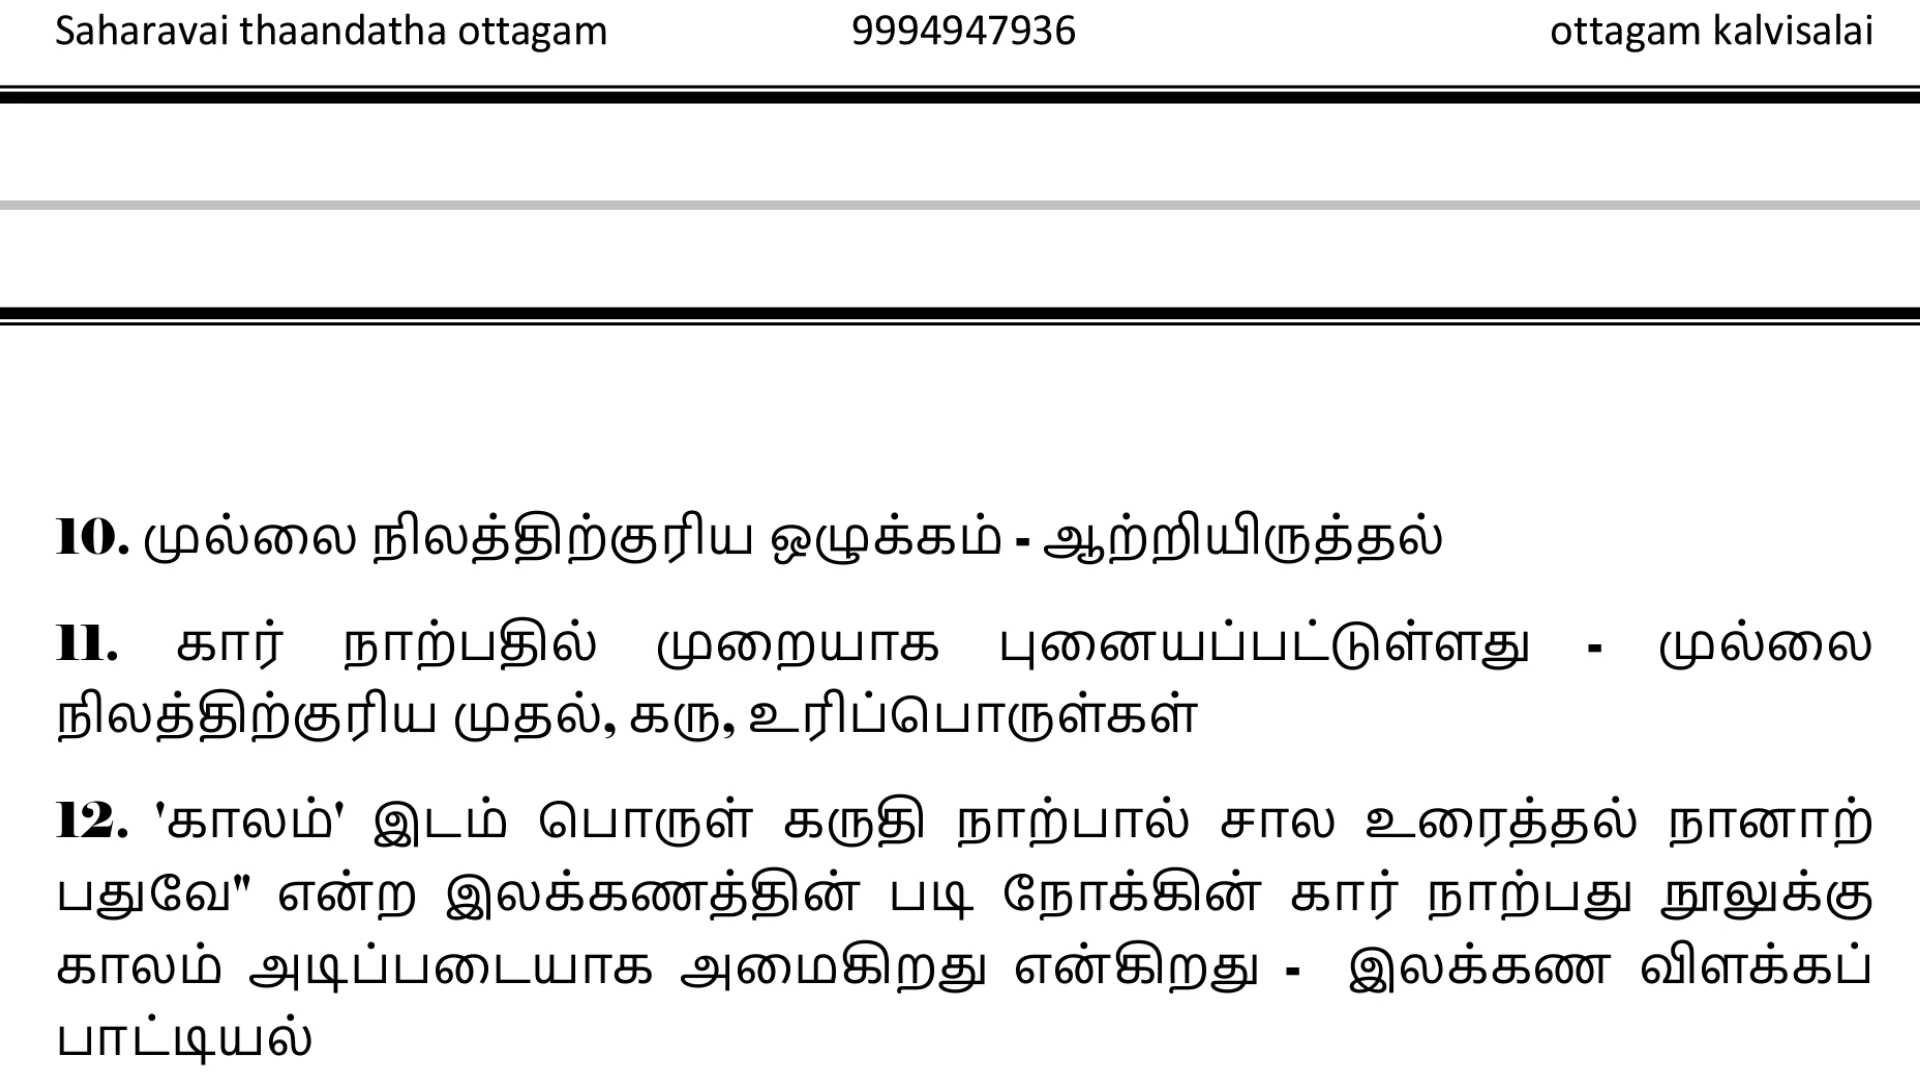 Saharavai thaandatha ottagam 9994947936 ottagam kalvisalai
10. முல்லை நிலத்திற்குரிய ஒழுக்கம் - ஆற்றியிருத்தல்
11. கார் நாற்பதில் முறையாக புனையப்பட்டுள்ளது - முல்லை
நிலத்திற்குரிய முதல், கரு, உரிப்பொருள்கள்
12. 'காலம்' இடம் பொருள் கருதி நாற்பால் சால உரைத்தல் நானாற்
பதுவே" என்ற இலக்கணத்தின் படி நோக்கின் கார் நாற்பது நூலுக்கு
காலம் அடிப்படையாக அமைகிறது என்கிறது - இலக்கண விளக்கப்
பாட்டியல்